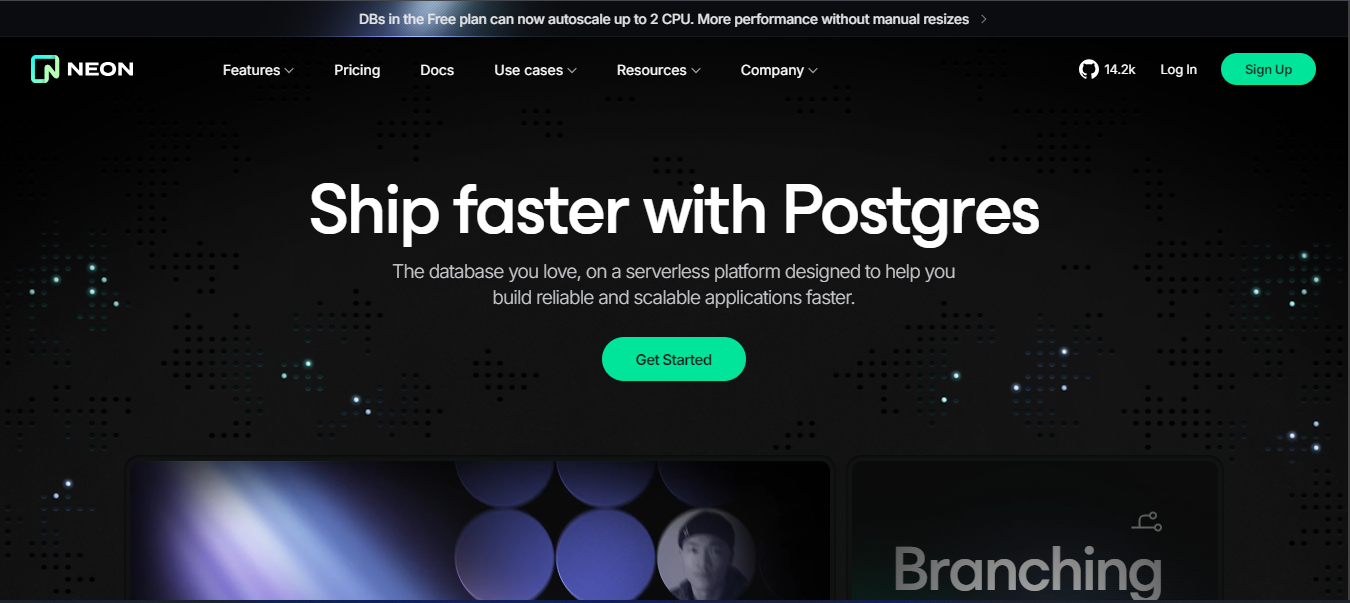 DBs in the Free plan can now autoscale up to 2 CPU. More performance without manual resizes
NEON
Features
Pricing
Docs
Use cases
Resources
Company
14.2k
Log In
Sign Up
Ship faster with Postgres
The database you love, on a serverless platform designed to help you
build reliable and scalable applications faster.
Get Started
Branching